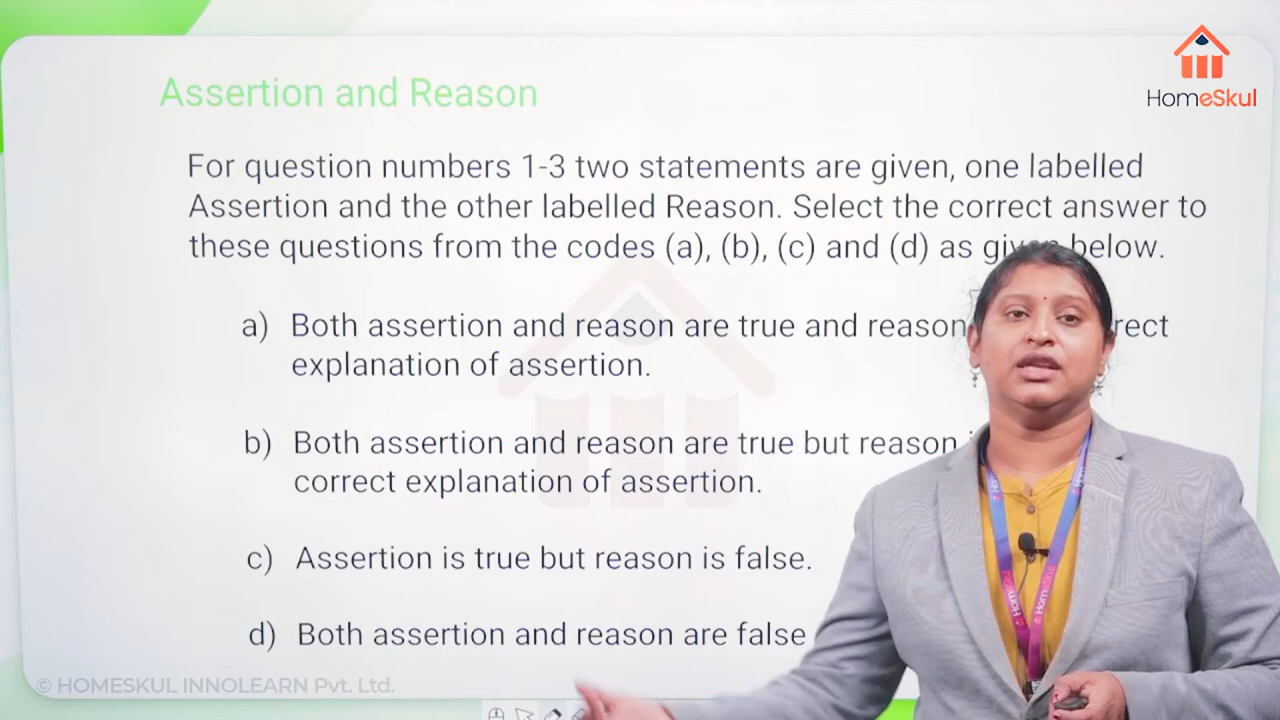 HomeSkul
Assertion and Reason
For question numbers 1-3 two statements are given, one labelled
Assertion and the other labelled Reason. Select the correct answer to
these questions from the codes (a), (b), (c) and (d) as given below.
a) Both assertion and reason are true and reason
explanation of assertion.
b) Both assertion and reason are true but reason
correct explanation of assertion.
c) Assertion is true but reason is false.
d) Both assertion and reason are false
© HOMESKUL INNOLEARN Pvt. Ltd.
HomeSkul
HomeSkul